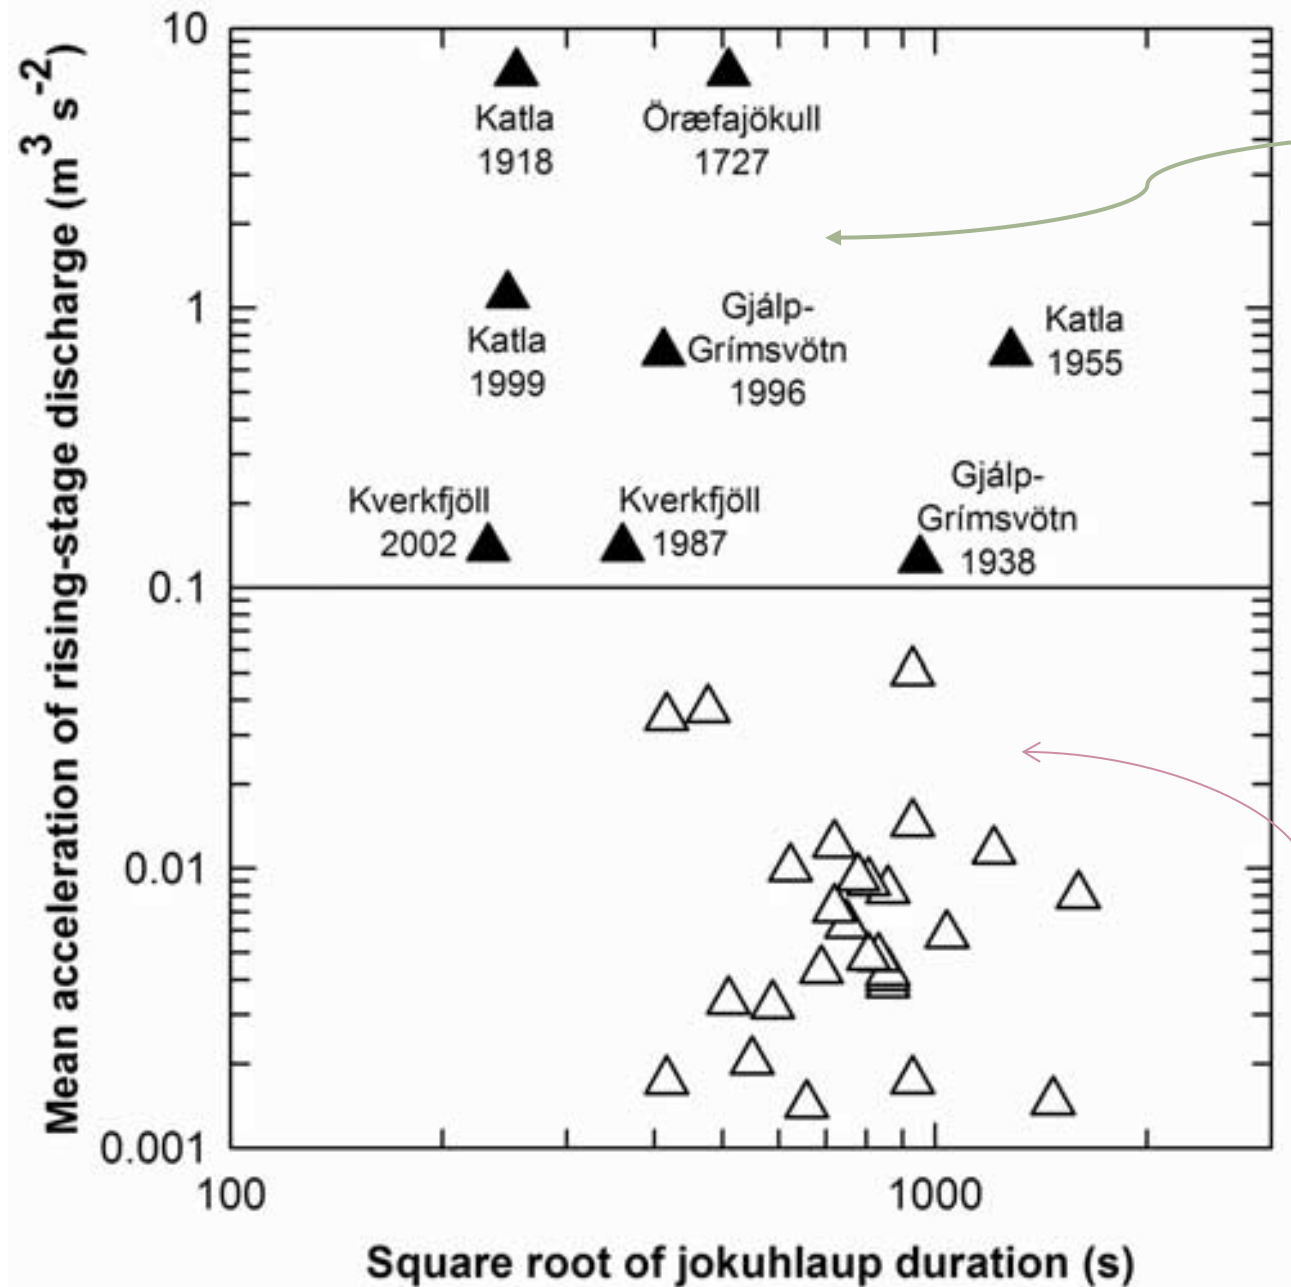 Mean acceleration of rising-stage discharge (m3 s-2)
10
1
0.1
0.01
0.001
Katla
1918
Öræfajökull
1727
Katla
1999
Gjálp-
Grímsvötn
1996
Katla
1955
Kverkfjöll
2002
Kverkfjöll
1987
Gjálp-
Grímsvötn
1938
100
1000
Square root of jokuhlaup duration (s)